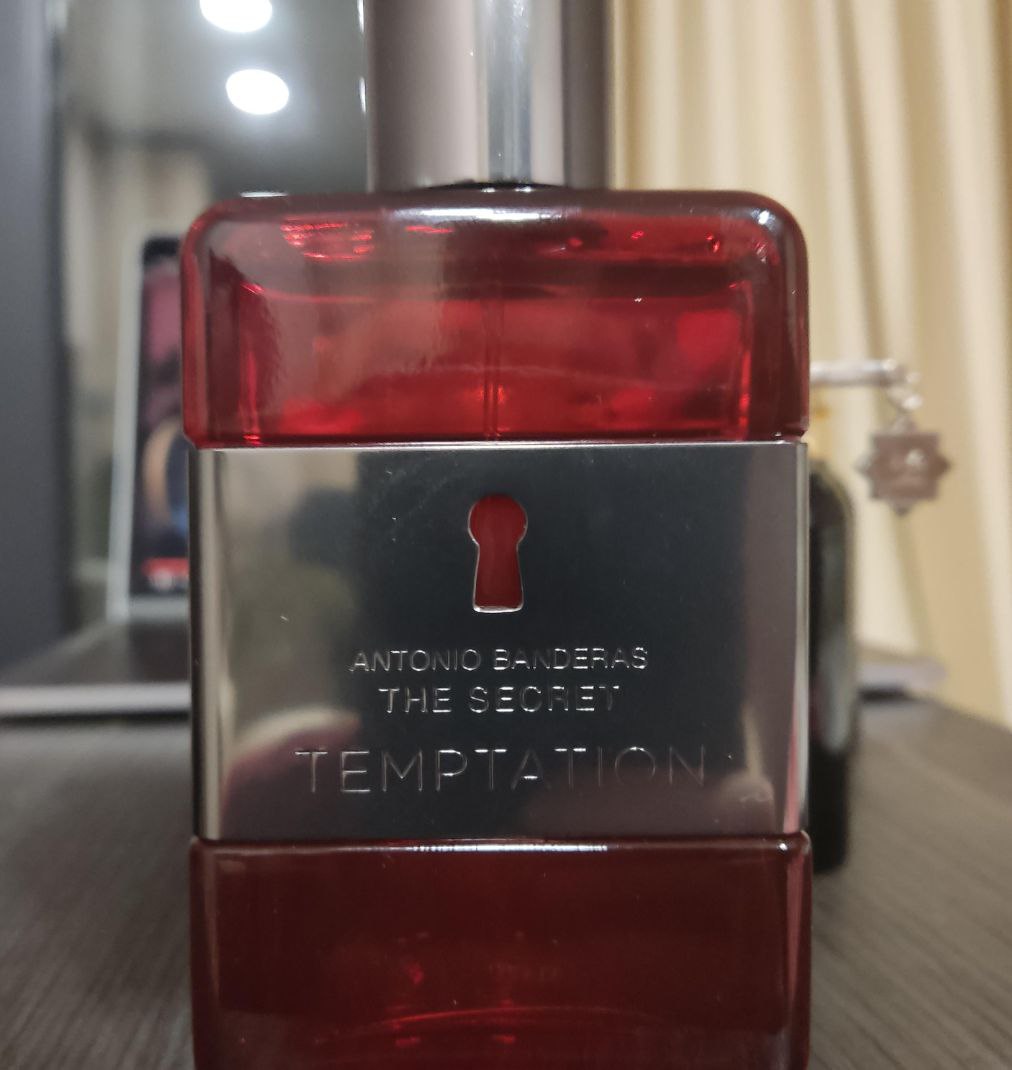 ANTONIO BANDERAS
THE SECRET
TEMPTATION